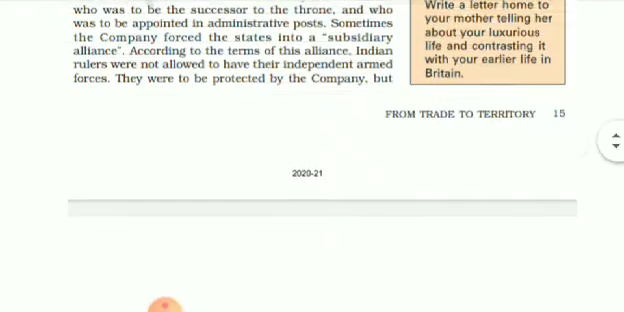 who was to be the successor to the throne, and who
was to be appointed in administrative posts. Sometimes
the Company forced the states into a "subsidiary
alliance". According to the terms of this alliance, Indian
rulers were not allowed to have their independent armed
forces. They were to be protected by the Company, but
Write a letter home to
your mother telling her
about your luxurious
life and contrasting it
with your earlier life in
Britain.
FROM TRADE TO TERRITORY 15
2020-21